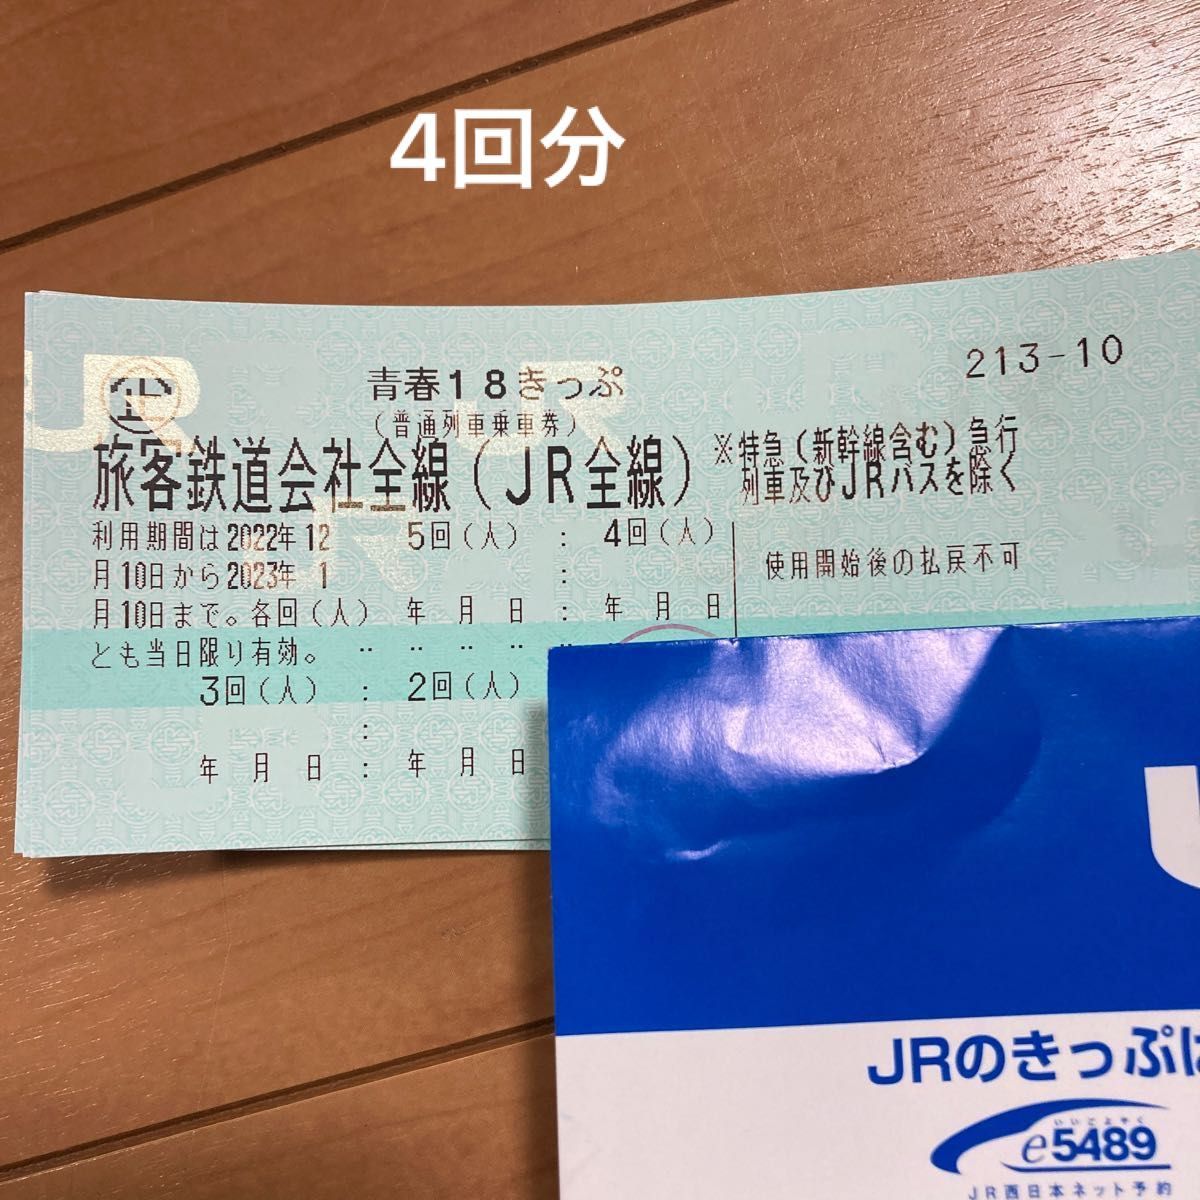 4回分
213-10
企
青春18きっぷ
(普通列車乗車券)
旅客鉄道会社全線(JR全線)
※特急(新幹線含む)急行
列車及びJRバスを除く
利用期間は2022年12
月10日から2023年 1
月10日まで。各回(人)
とも当日限り有効。
5回(人) : 4回(人)
:
年 月 日 : 年 月 日
〃 〃 〃 〃 〃
使用開始後の払戻不可
3回(人) : 2回(人)
:
年 月 日 : 年 月 日
JRのきっぷは
いいごよやく
e5489
JR西日本ネット予約